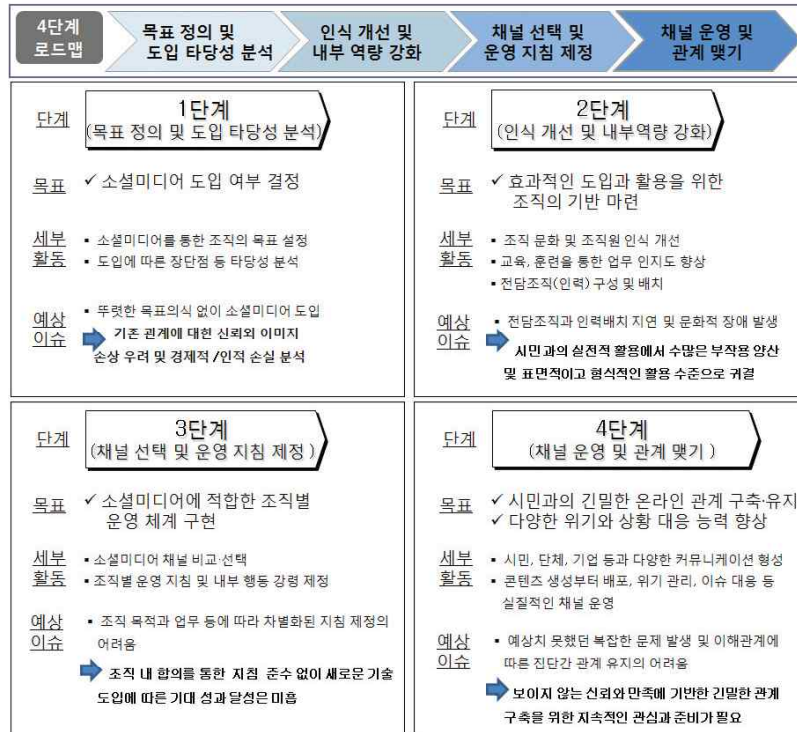 4단계
로드맵
목표 정의 및
도입 타당성 분석
인식 개선 및
내부 역량 강화
채널 선택 및
운영 지침 제정
채널 운영 및
관계 맺기
단계
1단계
(목표 정의 및 도입 타당성 분석)
목표
✓ 소셜미디어 도입 여부 결정
세부
활동
▪ 소셜미디어를 통한 조직의 목표 설정
▪ 도입에 따른 장단점 등 타당성 분석
예상
이슈
▪ 뚜렷한 목표의식 없이 소셜미디어 도입
기존 관계에 대한 신뢰외 이미지
손상 우려 및 경제적 /인적 손실 분석
단계
2단계
(인식 개선 및 내부역량 강화)
목표
✓ 효과적인 도입과 활용을 위한
조직의 기반 마련
세부
활동
▪ 조직 문화 및 조직원 인식 개선
▪ 교육, 훈련을 통한 업무 인지도 향상
▪ 전담조직(인력) 구성 및 배치
예상
이슈
▪ 전담조직과 인력배치 지연 및 문화적 장애 발생
시민과의 실전적 활용에서 수많은 부작용 양산
및 표면적이고 형식적인 활용 수준으로 귀결
단계
3단계
(채널 선택 및 운영 지침 제정 )
목표
✓ 소셜미디어에 적합한 조직별
운영 체계 구현
세부
활동
▪ 소셜미디어 채널 비교·선택
▪ 조직별 운영 지침 및 내부 행동 강령 제정
예상
이슈
▪ 조직 목적과 업무 등에 따라 차별화된 지침 제정의
어려움
조직 내 합의를 통한 지침 준수 없이 새로운 기술
도입에 따른 기대 성과 달성은 미흡
단계
4단계
(채널 운영 및 관계 맺기 )
목표
✓ 시민과의 긴밀한 온라인 관계 구축·유지
✓ 다양한 위기와 상황 대응 능력 향상
세부
활동
▪ 시민, 단체, 기업 등과 다양한 커뮤니케이션 형성
▪ 콘텐츠 생성부터 배포, 위기 관리, 이슈 대응 등
실질적인 채널 운영
예상
이슈
▪ 예상치 못했던 복잡한 문제 발생 및 이해관계에
따른 집단간 관계 유지의 어려움
보이지 않는 신뢰와 만족에 기반한 긴밀한 관계
구축을 위한 지속적인 관심과 준비가 필요